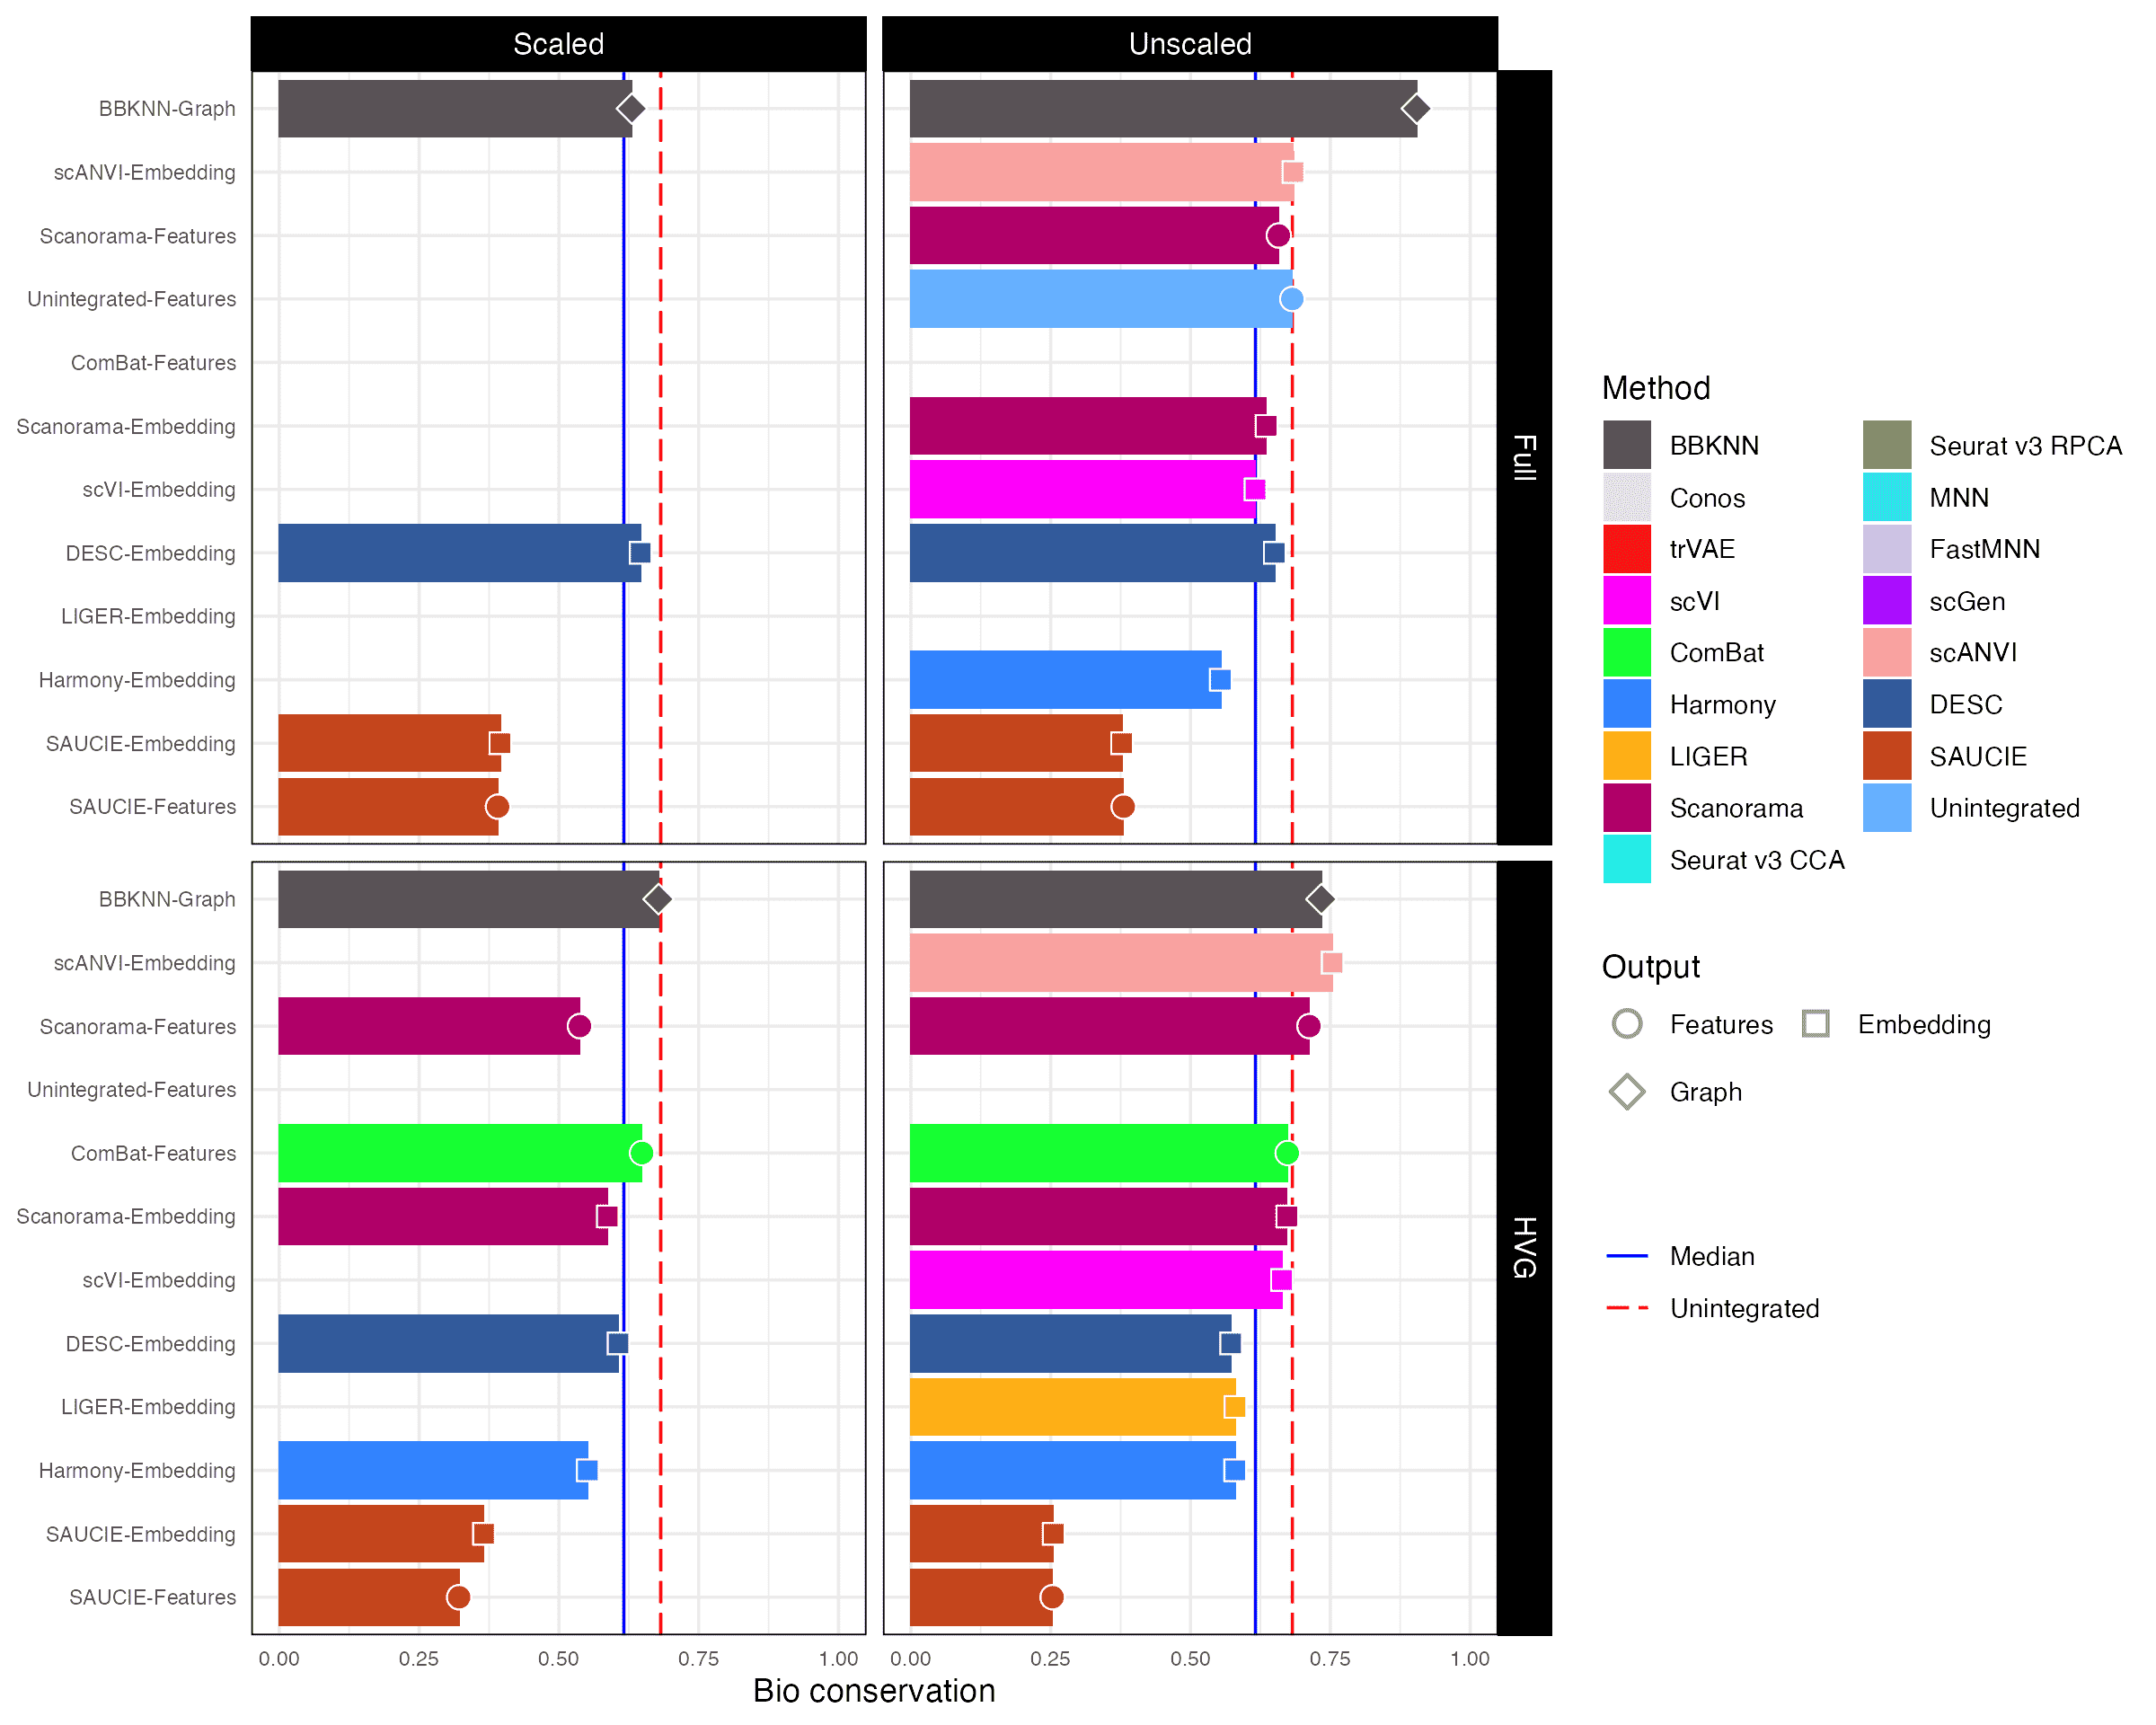 Scaled
Unscaled
BBKNN-Graph
scANVI-Embedding
Scanorama-Features
Unintegrated-Features
ComBat-Features
Scanorama-Embedding
scVI-Embedding
DESC-Embedding
LIGER-Embedding
Harmony-Embedding
SAUCIE-Embedding
SAUCIE-Features
Full
BBKNN-Graph
scANVI-Embedding
Scanorama-Features
Unintegrated-Features
ComBat-Features
Scanorama-Embedding
scVI-Embedding
DESC-Embedding
LIGER-Embedding
Harmony-Embedding
SAUCIE-Embedding
SAUCIE-Features
HVG
0.00 0.25 0.50 0.75 1.00
0.00 0.25 0.50 0.75 1.00
Bio conservation
Method
BBKNN
Conos
trVAE
scVI
ComBat
Harmony
LIGER
Scanorama
Seurat v3 CCA
Seurat v3 RPCA
MNN
FastMNN
scGen
scANVI
DESC
SAUCIE
Unintegrated
Output
Features
Embedding
Graph
Median
Unintegrated